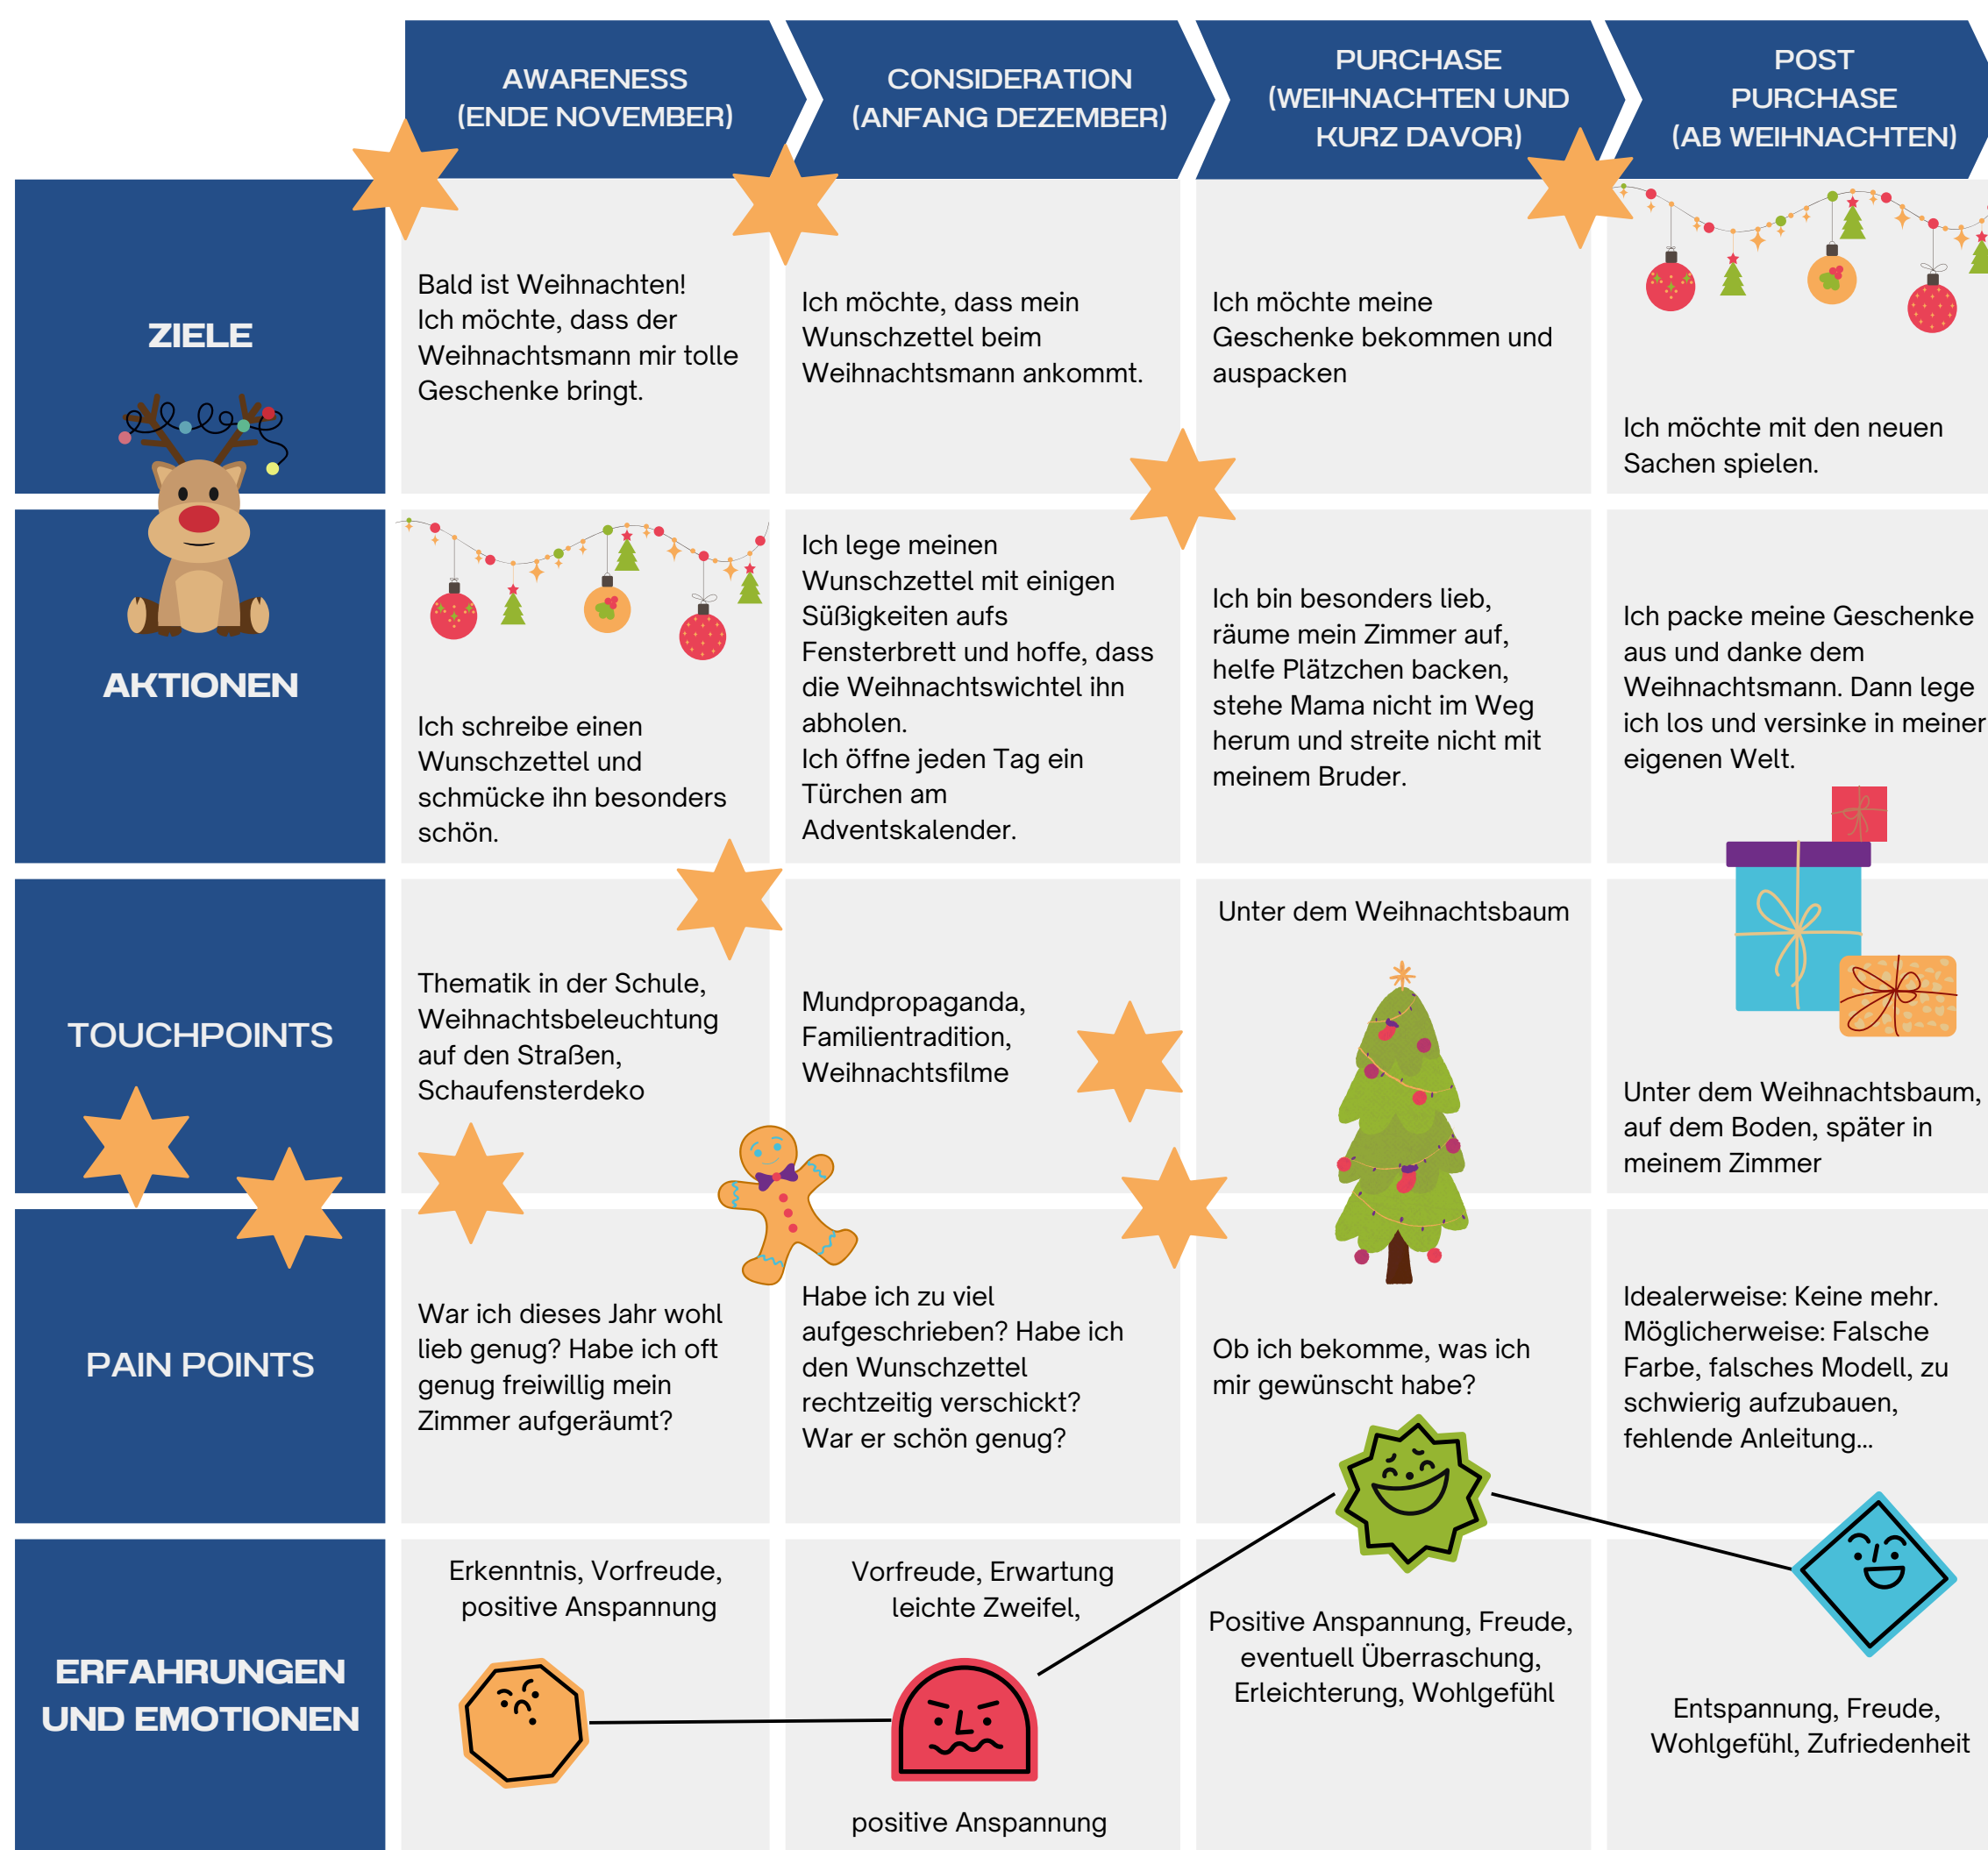 AWARENESS
(ENDE NOVEMBER)
CONSIDERATION
(ANFANG DEZEMBER)
PURCHASE
(WEIHNACHTEN UND
KURZ DAVOR)
POST
PURCHASE
(AB WEIHNACHTEN)
ZIELE
Bald ist Weihnachten!
Ich möchte, dass der
Weihnachtsmann mir tolle
Geschenke bringt.
Ich möchte, dass mein
Wunschzettel beim
Weihnachtsmann ankommt.
Ich möchte meine
Geschenke bekommen und
auspacken
Ich möchte mit den neuen
Sachen spielen.
AKTIONEN
Ich schreibe einen
Wunschzettel und
schmücke ihn besonders
schön.
Ich lege meinen
Wunschzettel mit einigen
Süßigkeiten aufs
Fensterbrett und hoffe, dass
die Weihnachtswichtel ihn
abholen.
Ich öffne jeden Tag ein
Türchen am
Adventskalender.
Ich bin besonders lieb,
räume mein Zimmer auf,
helfe Plätzchen backen,
stehe Mama nicht im Weg
herum und streite nicht mit
meinem Bruder.
Ich packe meine Geschenke
aus und danke dem
Weihnachtsmann. Dann lege
ich los und versinke in meiner
eigenen Welt.
TOUCHPOINTS
Thematik in der Schule,
Weihnachtsbeleuchtung
auf den Straßen,
Schaufensterdeko
Mundpropaganda,
Familientradition,
Weihnachtsfilme
Unter dem Weihnachtsbaum
Unter dem Weihnachtsbaum,
auf dem Boden, später in
meinem Zimmer
PAIN POINTS
War ich dieses Jahr wohl
lieb genug? Habe ich oft
genug freiwillig mein
Zimmer aufgeräumt?
Habe ich zu viel
aufgeschrieben? Habe ich
den Wunschzettel
rechtzeitig verschickt?
War er schön genug?
Ob ich bekomme, was ich
mir gewünscht habe?
Idealerweise: Keine mehr.
Möglicherweise: Falsche
Farbe, falsches Modell, zu
schwierig aufzubauen,
fehlende Anleitung...
ERFAHRUNGEN
UND EMOTIONEN
Erkenntnis, Vorfreude,
positive Anspannung
Vorfreude, Erwartung
leichte Zweifel,
positive Anspannung
Positive Anspannung, Freude,
eventuell Überraschung,
Erleichterung, Wohlgefühl
Entspannung, Freude,
Wohlgefühl, Zufriedenheit